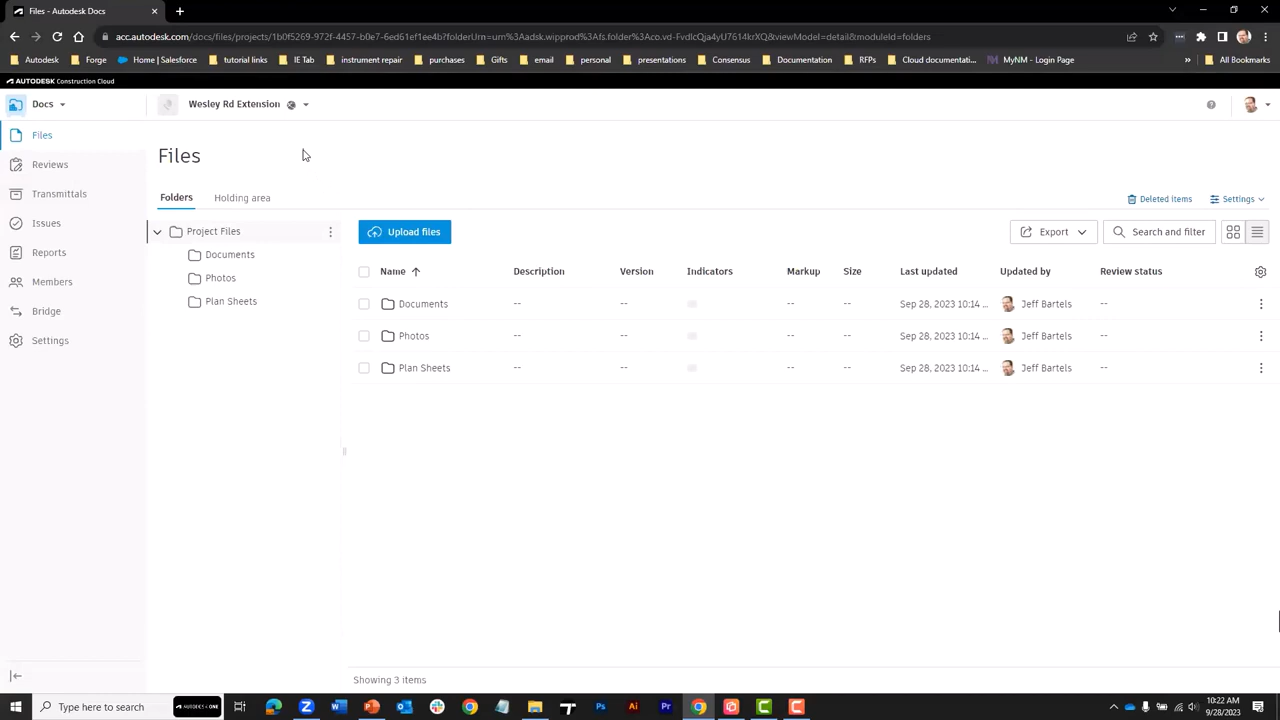 Files - Autodesk Docs
acc.autodesk.com/docs/files/projects/1b0f5269-972f-4457-b0e7-6ed61ef1ee4b?folderUrn=urn%3Aadsk.wipprod%3Afs.folder%3Aco.vd-FvdlcQja4yU7614krXQ&viewModel=detail&moduleId=folders
Autodesk Forge Home | Salesforce tutorial links IE Tab instrument repair purchases Gifts email personal presentations Consensus Documentation RFPs Cloud documentation... MyNM - Login Page » All Bookmarks
AUTODESK Construction Cloud
Docs Wesley Rd Extension
Files
Reviews
Transmittals
Issues
Reports
Members
Bridge
Settings
Files
Folders Holding area Deleted items Settings
Project Files
Documents
Photos
Plan Sheets
Upload files Export Search and filter
Name Description Version Indicators Markup Size Last updated Updated by Review status
Documents -- -- -- -- Sep 28, 2023 10:14 ... Jeff Bartels --
Photos -- -- -- -- Sep 28, 2023 10:14 ... Jeff Bartels --
Plan Sheets -- -- -- -- Sep 28, 2023 10:14 ... Jeff Bartels --
Showing 3 items
Type here to search AUTODESK ONE
10:22 AM
9/28/2023